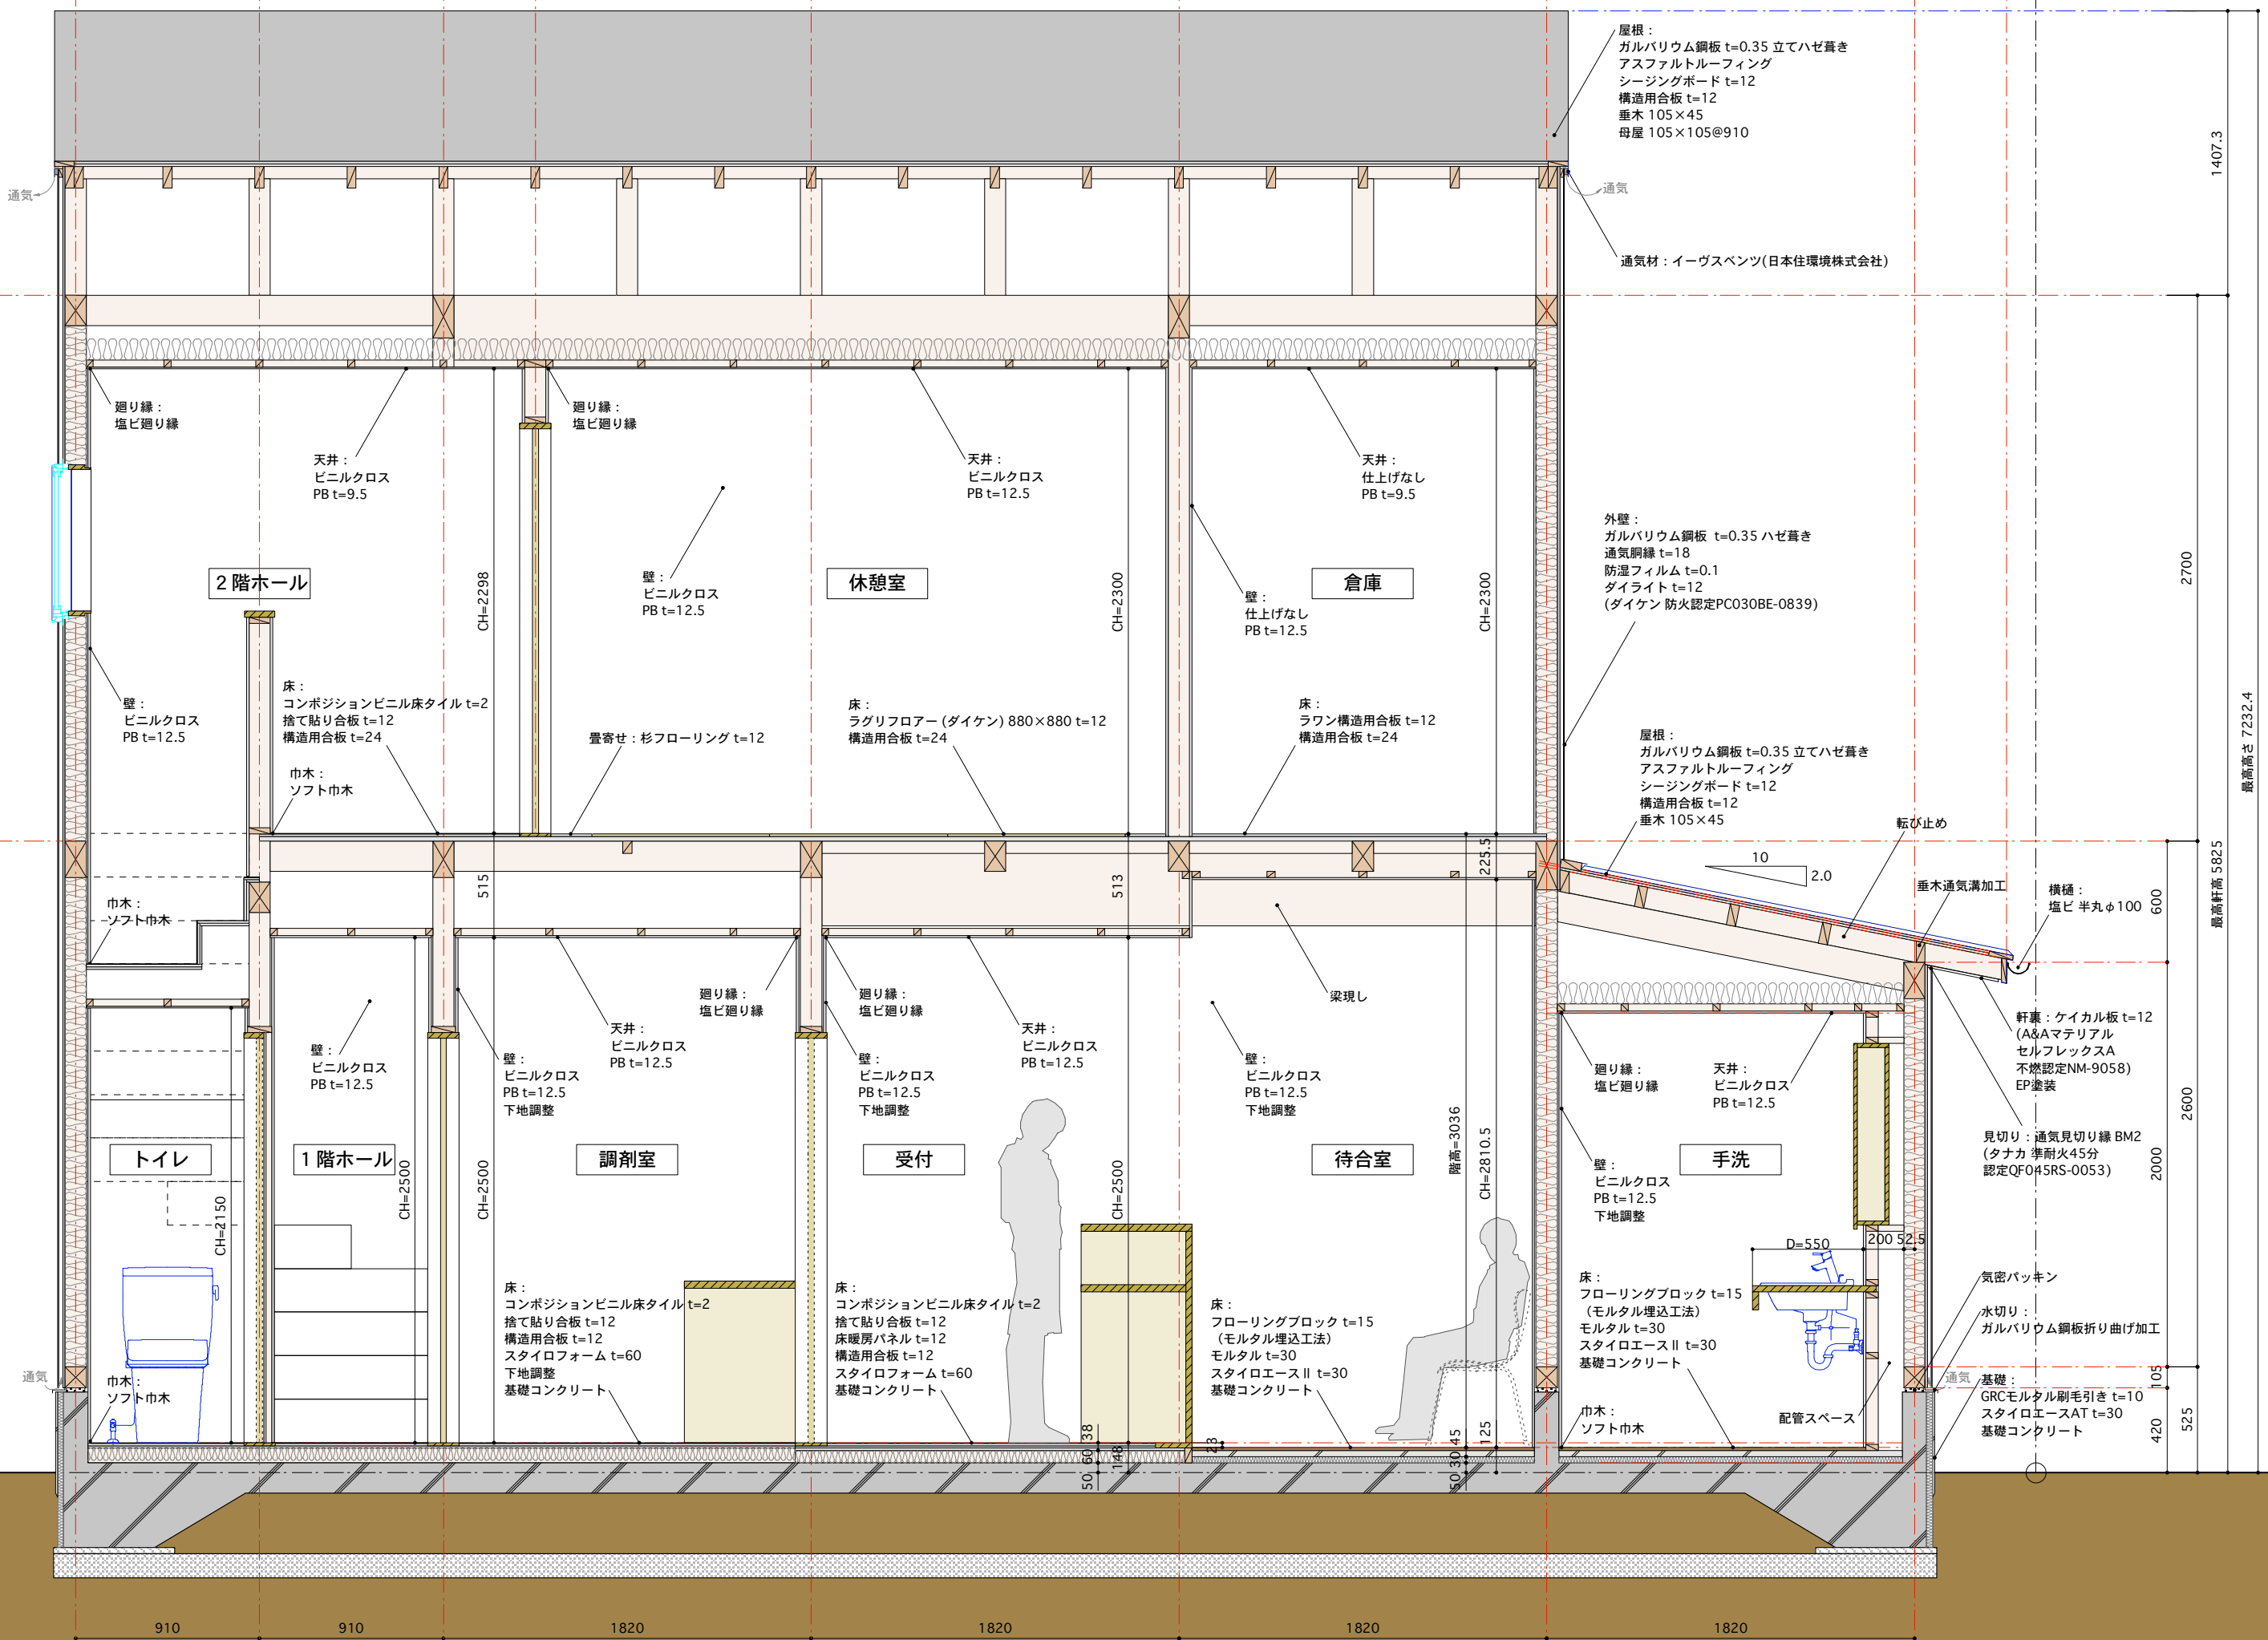 屋根：
ガルバリウム鋼板 t=0.35 立てハゼ葺き
アスファルトルーフィング
シージングボード t=12
構造用合板 t=12
垂木 105×45
母屋 105×105@910
1407.3
通気
通気
通気材：イーヴスベンツ(日本住環境株式会社)
廻り縁：
塩ビ廻り縁
天井：
ビニルクロス
PB t=9.5
廻り縁：
塩ビ廻り縁
天井：
ビニルクロス
PB t=12.5
天井：
仕上げなし
PB t=9.5
外壁：
ガルバリウム鋼板 t=0.35 ハゼ葺き
通気胴縁 t=18
防湿フィルム t=0.1
ダイライト t=12
(ダイケン 防火認定PC030BE-0839)
2階ホール
CH=2298
壁：
ビニルクロス
PB t=12.5
休憩室
CH=2300
壁：
仕上げなし
PB t=12.5
倉庫
CH=2300
2700
壁：
ビニルクロス
PB t=12.5
床：
コンポジションビニル床タイル t=2
捨て貼り合板 t=12
構造用合板 t=24
巾木：
ソフト巾木
畳寄せ：杉フローリング t=12
床：
ラグリフロアー (ダイケン) 880×880 t=12
構造用合板 t=24
床：
ラワン構造用合板 t=12
構造用合板 t=24
屋根：
ガルバリウム鋼板 t=0.35 立てハゼ葺き
アスファルトルーフィング
シージングボード t=12
構造用合板 t=12
垂木 105×45
転び止め
10
2.0
垂木通気溝加工
横樋：
塩ビ 半丸φ100
600
最高軒高 5825
最高高さ 7232.4
巾木：
ソフト巾木
515
513
225.5
梁現し
壁：
ビニルクロス
PB t=12.5
廻り縁：
塩ビ廻り縁
天井：
ビニルクロス
PB t=12.5
壁：
ビニルクロス
PB t=12.5
下地調整
廻り縁：
塩ビ廻り縁
壁：
ビニルクロス
PB t=12.5
下地調整
天井：
ビニルクロス
PB t=12.5
壁：
ビニルクロス
PB t=12.5
下地調整
廻り縁：
塩ビ廻り縁
天井：
ビニルクロス
PB t=12.5
軒裏：ケイカル板 t=12
(A&Aマテリアル
セルフレックスA
不燃認定NM-9058)
EP塗装
見切り：通気見切り縁 BM2
(タナカ 準耐火45分
認定QF045RS-0053)
2600
2000
トイレ
CH=2150
1階ホール
CH=2500
調剤室
CH=2500
受付
CH=2500
待合室
階高=3036
CH=2810.5
手洗
壁：
ビニルクロス
PB t=12.5
下地調整
D=550
200 52.5
床：
コンポジションビニル床タイル t=2
捨て貼り合板 t=12
構造用合板 t=12
スタイロフォーム t=60
下地調整
基礎コンクリート
床：
コンポジションビニル床タイル t=2
捨て貼り合板 t=12
床暖房パネル t=12
構造用合板 t=12
スタイロフォーム t=60
基礎コンクリート
床：
フローリングブロック t=15
（モルタル埋込工法）
モルタル t=30
スタイロエースⅡ t=30
基礎コンクリート
床：
フローリングブロック t=15
（モルタル埋込工法）
モルタル t=30
スタイロエースⅡ t=30
基礎コンクリート
気密パッキン
水切り：
ガルバリウム鋼板折り曲げ加工
通気
巾木：
ソフト巾木
巾木：
ソフト巾木
配管スペース
通気
基礎：
GRCモルタル刷毛引き t=10
スタイロエースAT t=30
基礎コンクリート
105
420
525
50 60 38
148
23
50 30 45
125
910
910
1820
1820
1820
1820